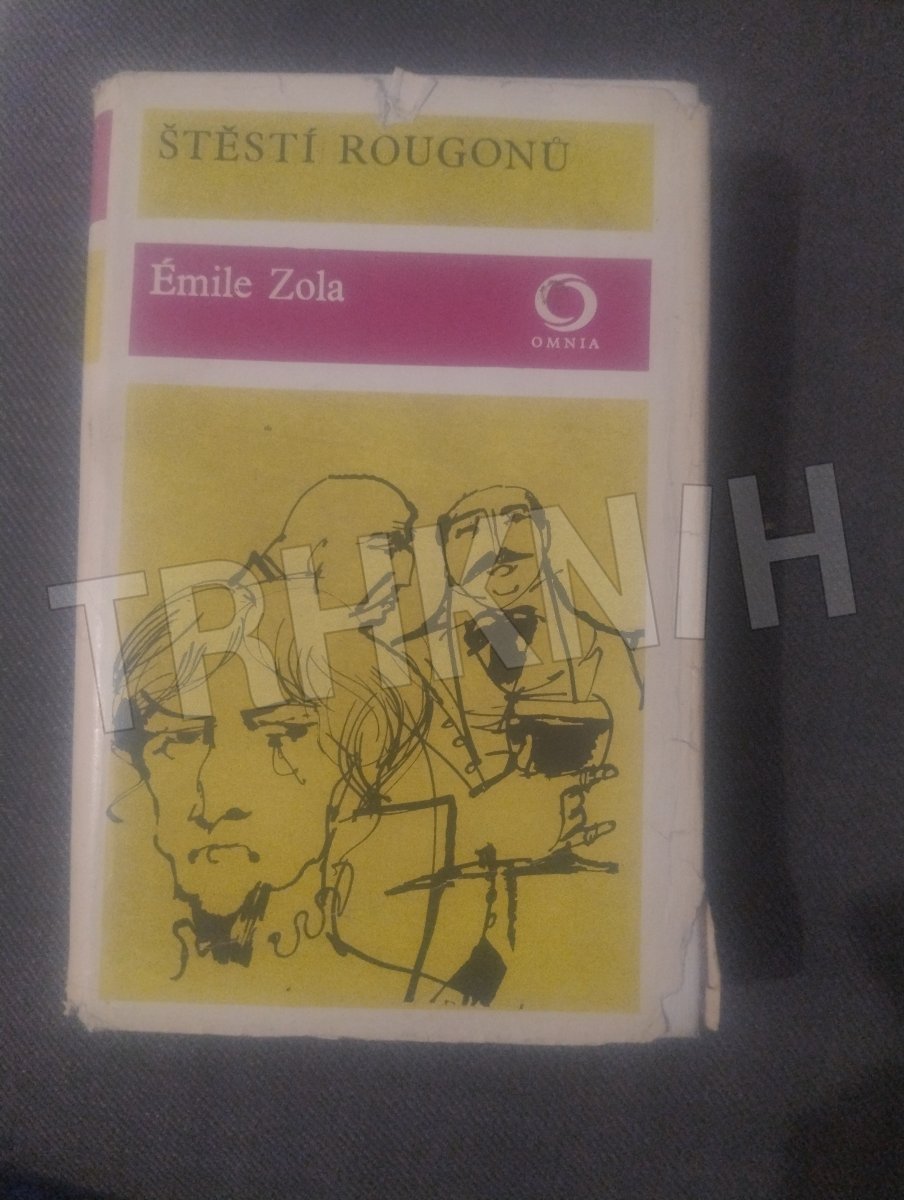 ŠTĚSTÍ ROUGONŮ
Émile Zola
OMNIA
TRHKNIH